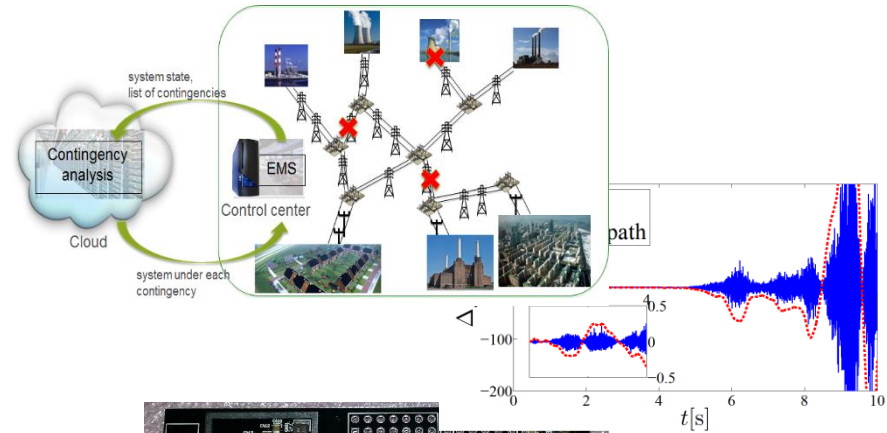 system state,
list of contingencies
Contingency
analysis
EMS
Control center
Cloud
system under each
contingency
path
Δ
4
0.5
0
−0.5
−100
−200
0
2
4
6
8
10
t[s]